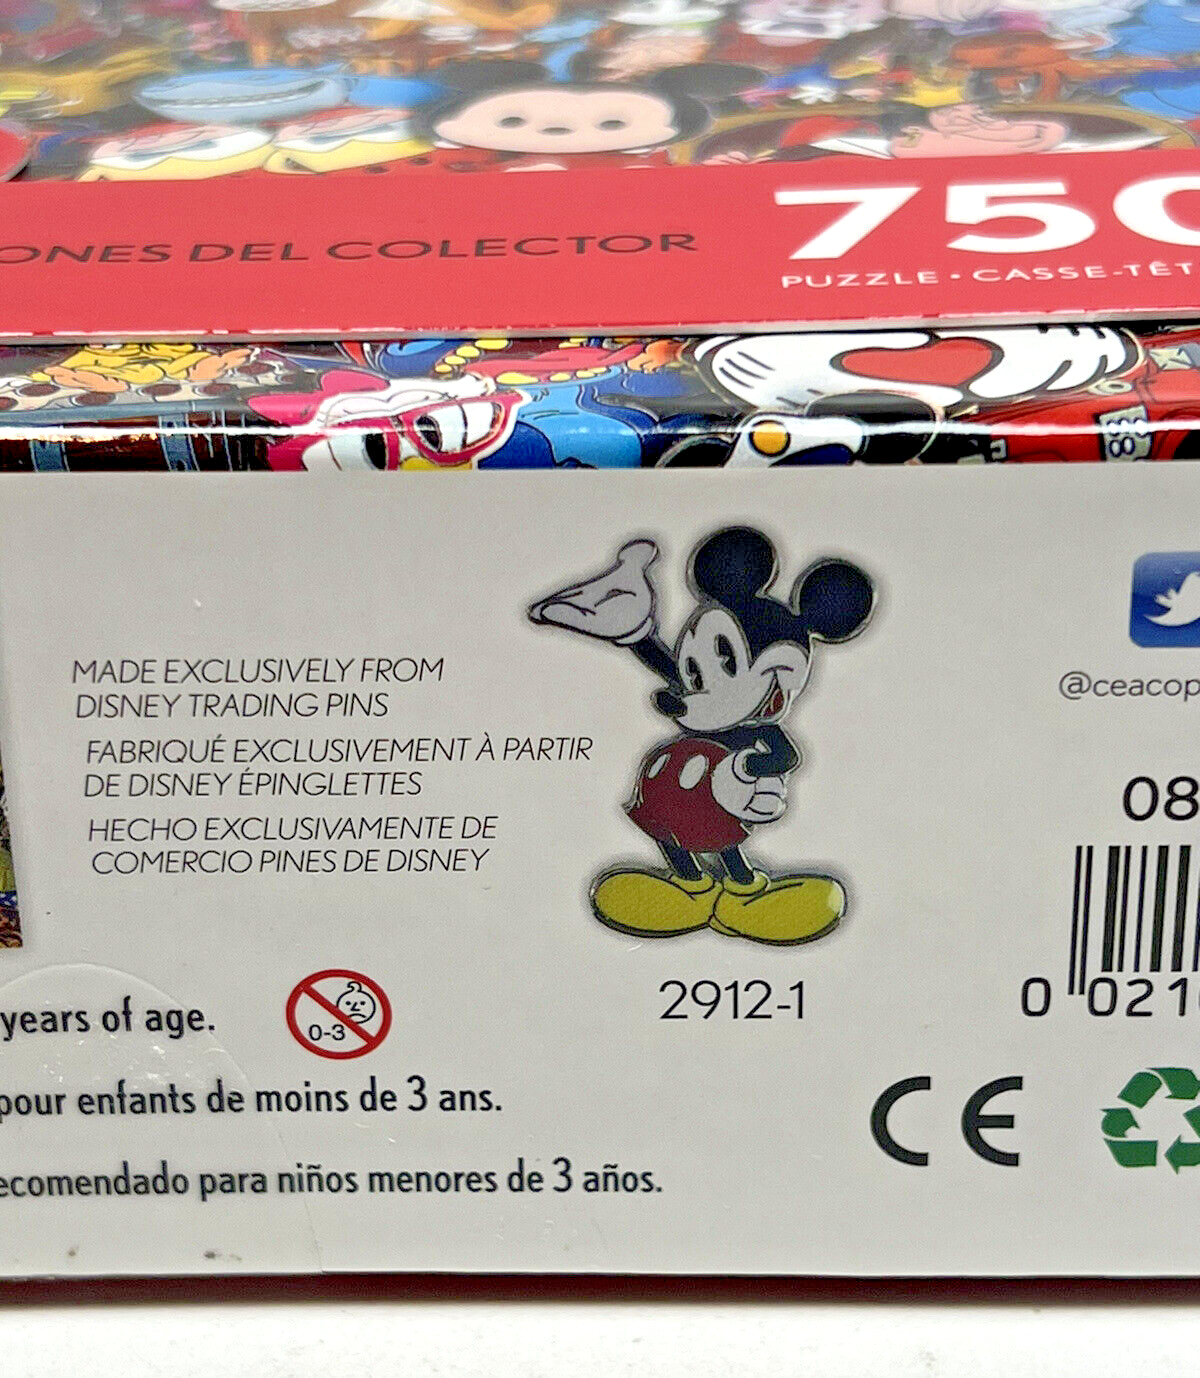 ONES DEL COLECTOR
750
PUZZLE • CASSE-TÊT
MADE EXCLUSIVELY FROM
DISNEY TRADING PINS
FABRIQUÉ EXCLUSIVEMENT À PARTIR
DE DISNEY ÉPINGLETTES
HECHO EXCLUSIVAMENTE DE
COMERCIO PINES DE DISNEY
@ceacop
08
2912-1
0 021
years of age.
0-3
pour enfants de moins de 3 ans.
ecomendado para niños menores de 3 años.
CE